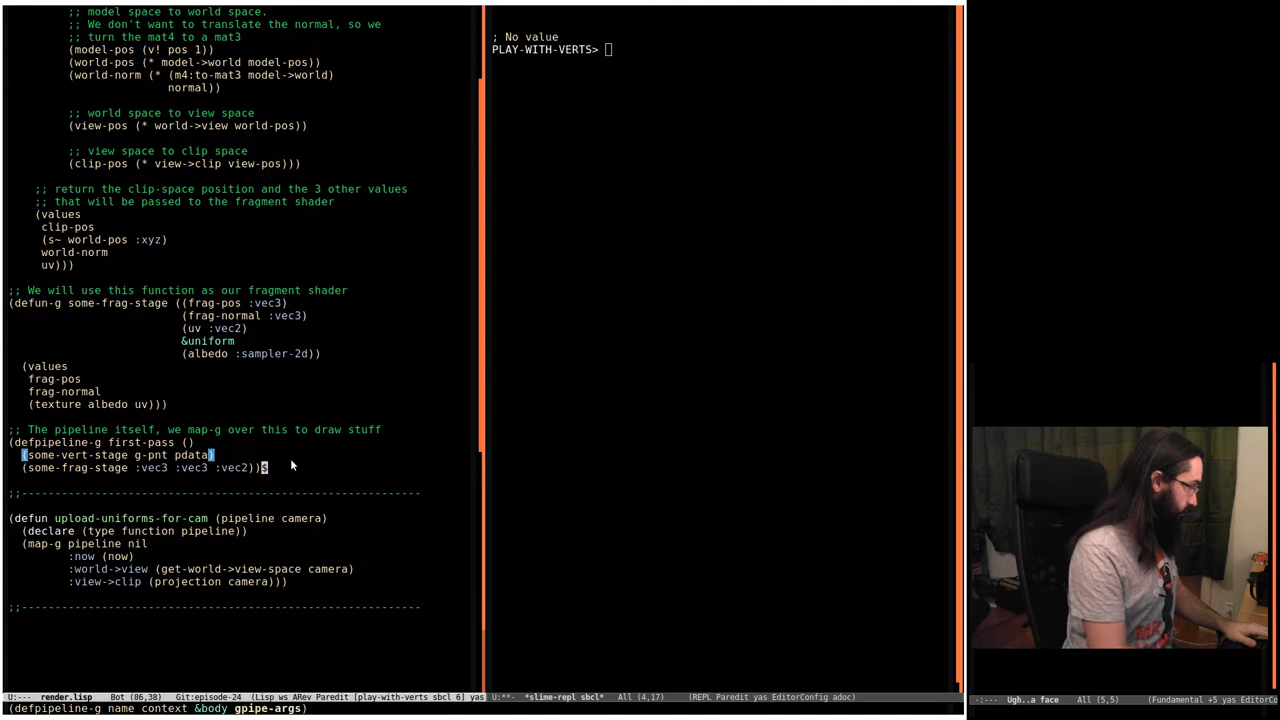 ;; model space to world space.
;; We don't want to translate the normal, so we
;; turn the mat4 to a mat3
(model-pos (v! pos 1))
(world-pos (* model->world model-pos))
(world-norm (* (m4:to-mat3 model->world)
normal))
;; world space to view space
(view-pos (* world->view world-pos))
;; view space to clip space
(clip-pos (* view->clip view-pos)))
;; return the clip-space position and the 3 other values
;; that will be passed to the fragment shader
(values
clip-pos
(s~ world-pos :xyz)
world-norm
uv)))
;; We will use this function as our fragment shader
(defun-g some-frag-stage ((frag-pos :vec3)
(frag-normal :vec3)
(uv :vec2)
&uniform
(albedo :sampler-2d))
(values
frag-pos
frag-normal
(texture albedo uv)))
;; The pipeline itself, we map-g over this to draw stuff
(defpipeline-g first-pass ()
(some-vert-stage g-pnt pdata)
(some-frag-stage :vec3 :vec3 :vec2))$
;;------------------------------------------------------------
(defun upload-uniforms-for-cam (pipeline camera)
(declare (type function pipeline))
(map-g pipeline nil
:now (now)
:world->view (get-world->view-space camera)
:view->clip (projection camera)))
;;------------------------------------------------------------
U:--- render.lisp Bot (86,38) Git:episode-24 (Lisp ws ARev Paredit [play-with-verts sbcl 6] yas
(defpipeline-g name context &body gpipe-args)
; No value
PLAY-WITH-VERTS>
U:**- *slime-repl sbcl* All (4,17) (REPL Paredit yas EditorConfig adoc)
-:--- Ugh..a face All (5,5) (Fundamental +5 yas EditorC